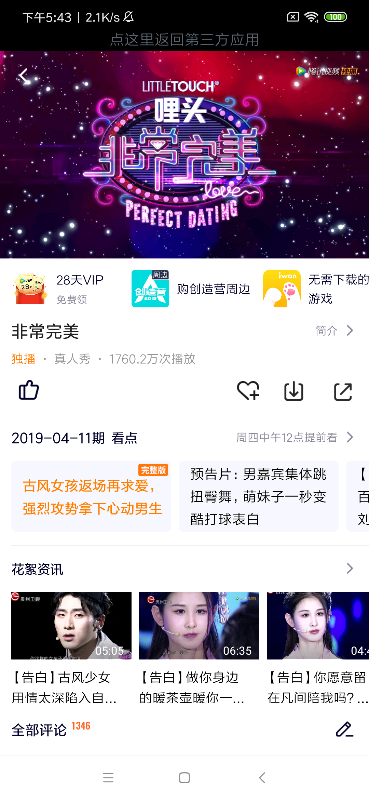 下午5:43 | 2.1K/s
100
点这里返回第三方应用
LITTLETOUCH
哩头
非常完美
love
PERFECT DATING
28天VIP
免费领
周边
创造营
购创造营周边
无需下载的
游戏
非常完美
简介
独播 · 真人秀 · 1760.2万次播放
2019-04-11期 看点
周四中午12点提前看
完整版
古风女孩返场再求爱，
强烈攻势拿下心动男生
预告片：男嘉宾集体跳
扭臀舞，萌妹子一秒变
酷打球表白
【
百
刘
花絮资讯
05:05
06:35
04:4
【告白】古风少女
用情太深陷入自...
【告白】做你身边
的暖茶壶暖你一...
【告白】你愿意留
在凡间陪我吗？...
全部评论 1346